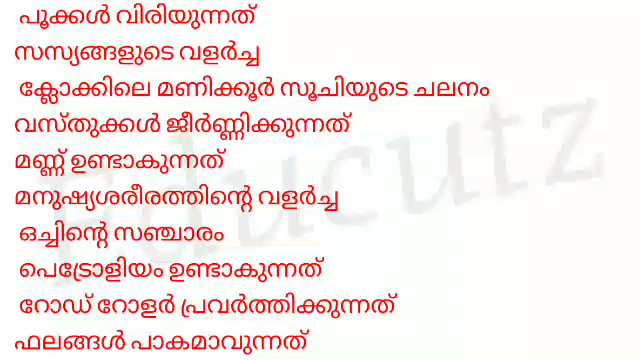 പൂക്കൾ വിരിയുന്നത്
സസ്യങ്ങളുടെ വളർച്ച
ക്ലോക്കിലെ മണിക്കൂർ സൂചിയുടെ ചലനം
വസ്തുക്കൾ ജീർണ്ണിക്കുന്നത്
മണ്ണ് ഉണ്ടാകുന്നത്
മനുഷ്യശരീരത്തിന്റെ വളർച്ച
ഒച്ചിന്റെ സഞ്ചാരം
പെട്രോളിയം ഉണ്ടാകുന്നത്
റോഡ് റോളർ പ്രവർത്തിക്കുന്നത്
ഫലങ്ങൾ പാകമാവുന്നത്
Educutz